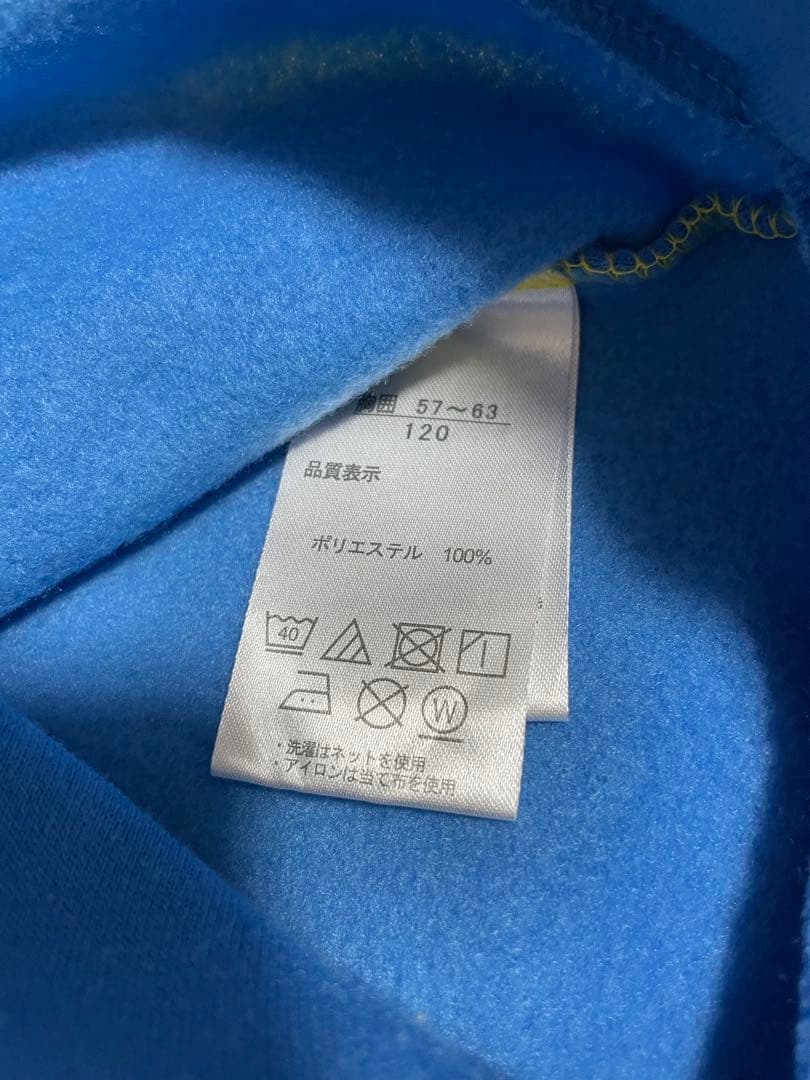 胸囲 57～63
120
品質表示
ポリエステル 100%
40
W
・洗濯はネットを使用
・アイロンは当て布を使用